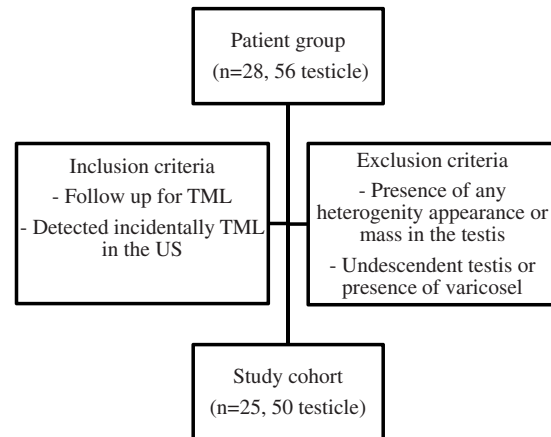 Patient group
(n=28, 56 testicle)
Inclusion criteria
- Follow up for TML
- Detected incidentally TML
in the US
Exclusion criteria
- Presence of any
heterogenity appearance or
mass in the testis
- Undescendent testis or
presence of varicosel
Study cohort
(n=25, 50 testicle)